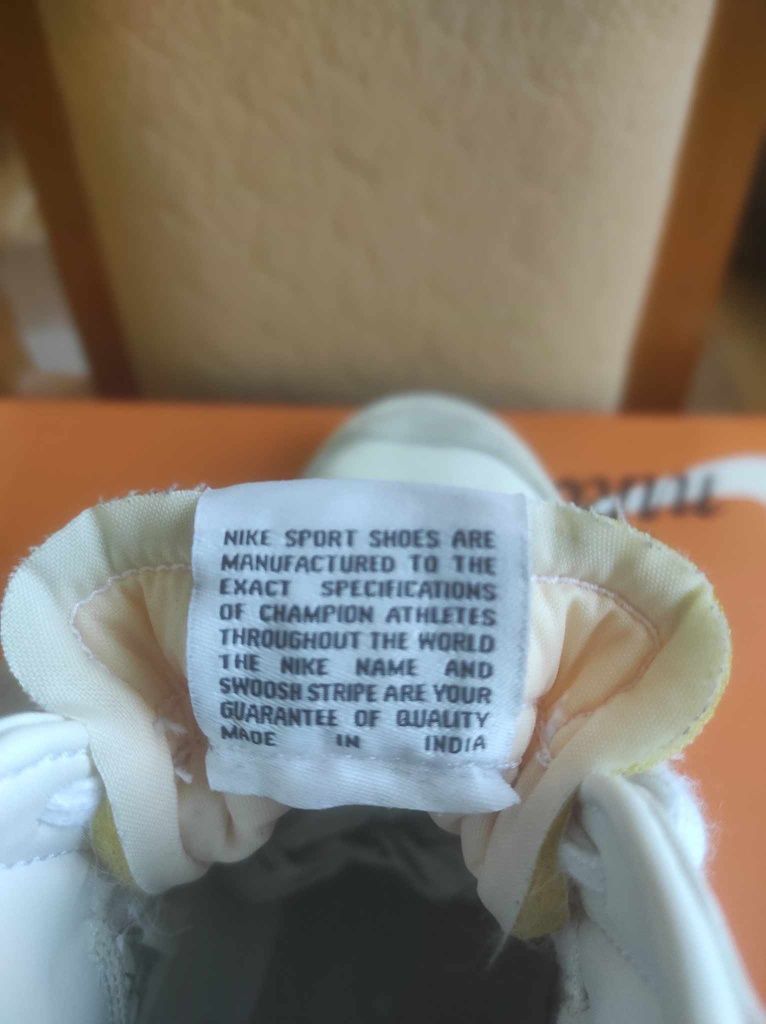 NIKE SPORT SHOES ARE
MANUFACTURED TO THE
EXACT SPECIFICATIONS
OF CHAMPION ATHLETES
THROUGHOUT THE WORLD
THE NIKE NAME AND
SWOOSH STRIPE ARE YOUR
GUARANTEE OF QUALITY
MADE IN INDIA